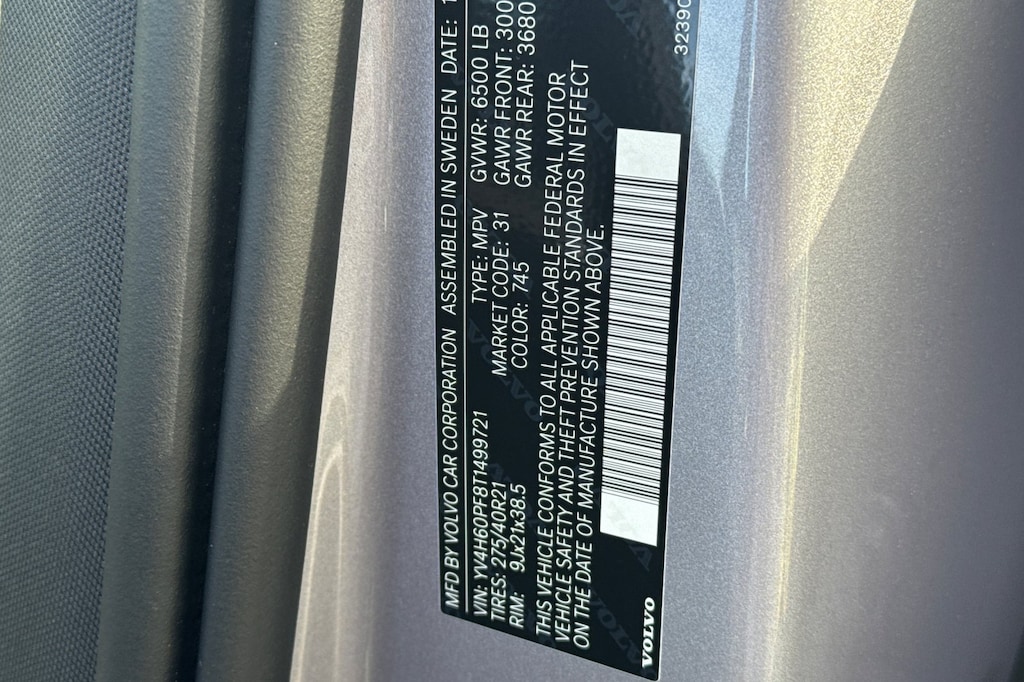 MFD BY VOLVO CAR CORPORATION ASSEMBLED IN SWEDEN DATE: 1
VIN: YV4H60PF8T1499721 TYPE: MPV GVWR: 6500 LB
TIRES: 275/40R21 MARKET CODE: 31 GAWR FRONT: 300
RIM: 9Jx21x38.5 COLOR: 745 GAWR REAR: 3680
THIS VEHICLE CONFORMS TO ALL APPLICABLE FEDERAL MOTOR
VEHICLE SAFETY AND THEFT PREVENTION STANDARDS IN EFFECT
ON THE DATE OF MANUFACTURE SHOWN ABOVE.
VOLVO 32390